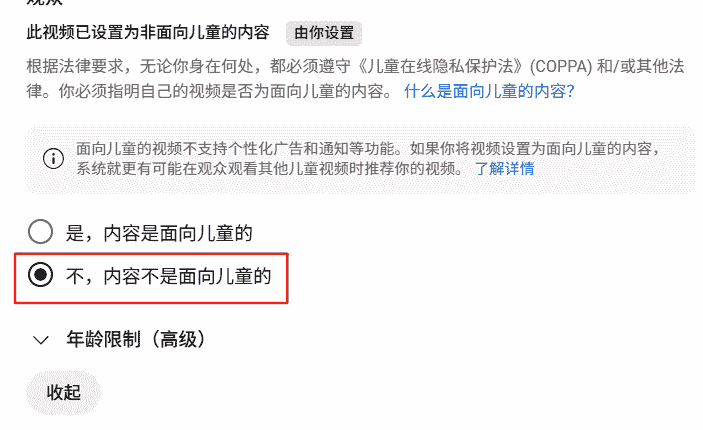 此视频已设置为非面向儿童的内容 由你设置
根据法律要求，无论你身在何处，都必须遵守《儿童在线隐私保护法》(COPPA) 和/或其他法
律。你必须指明自己的视频是否为面向儿童的内容。 什么是面向儿童的内容？
面向儿童的视频不支持个性化广告和通知等功能。如果你将视频设置为面向儿童的内容，
系统就更有可能在观众观看其他儿童视频时推荐你的视频。 了解详情
是，内容是面向儿童的
不，内容不是面向儿童的
年龄限制（高级）
收起